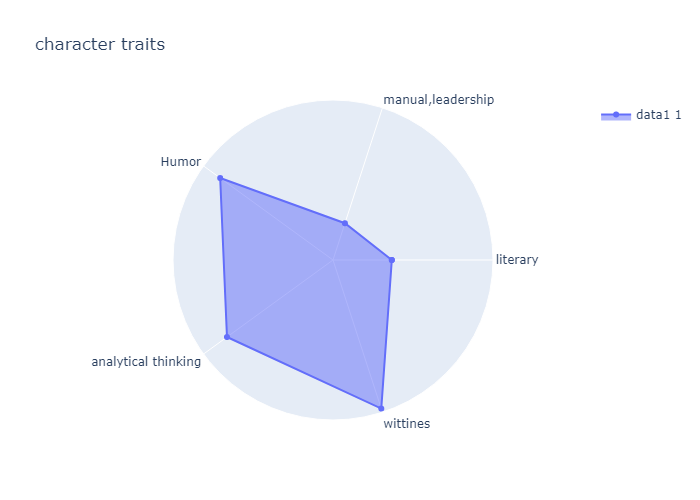 character traits
manual,leadership
data1 1
Humor
literary
analytical thinking
wittines